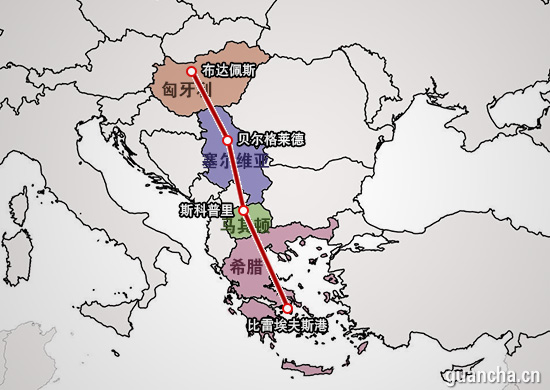 布达佩斯
匈牙利
贝尔格莱德
塞尔维亚
斯科普里
马其顿
希腊
比雷埃夫斯港
guancha.cn